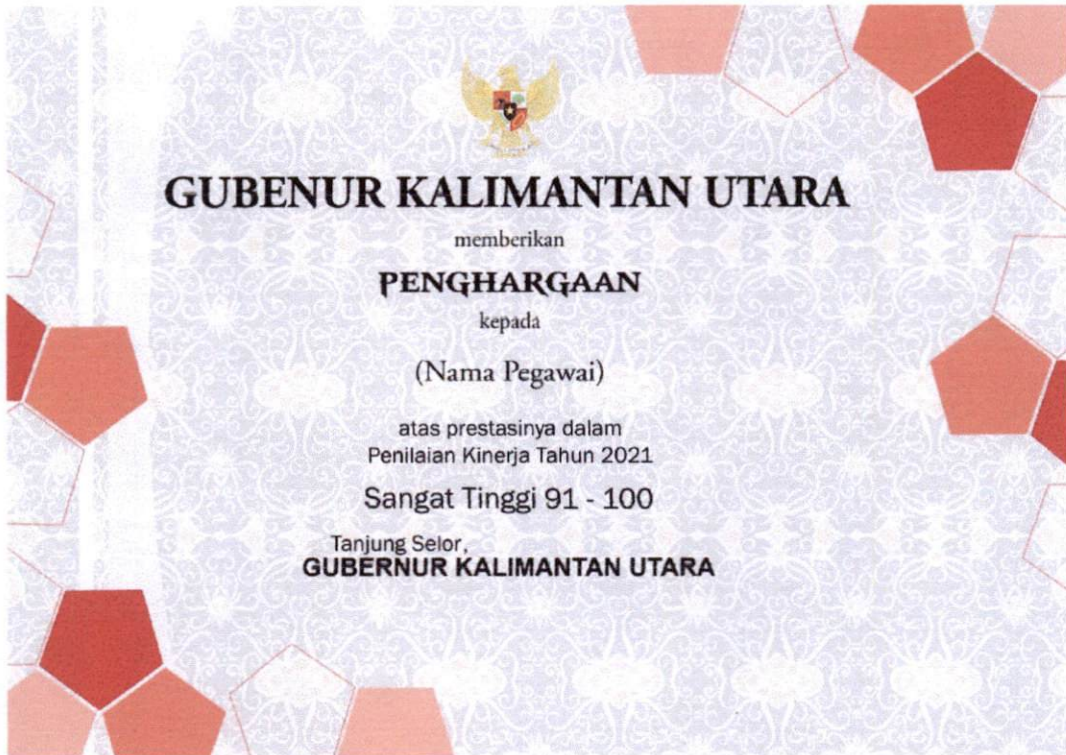 GUBENUR KALIMANTAN UTARA
memberikan
PENGHARGAAN
kepada
(Nama Pegawai)
atas prestasinya dalam
Penilaian Kinerja Tahun 2021
Sangat Tinggi 91 - 100
Tanjung Selor,
GUBERNUR KALIMANTAN UTARA